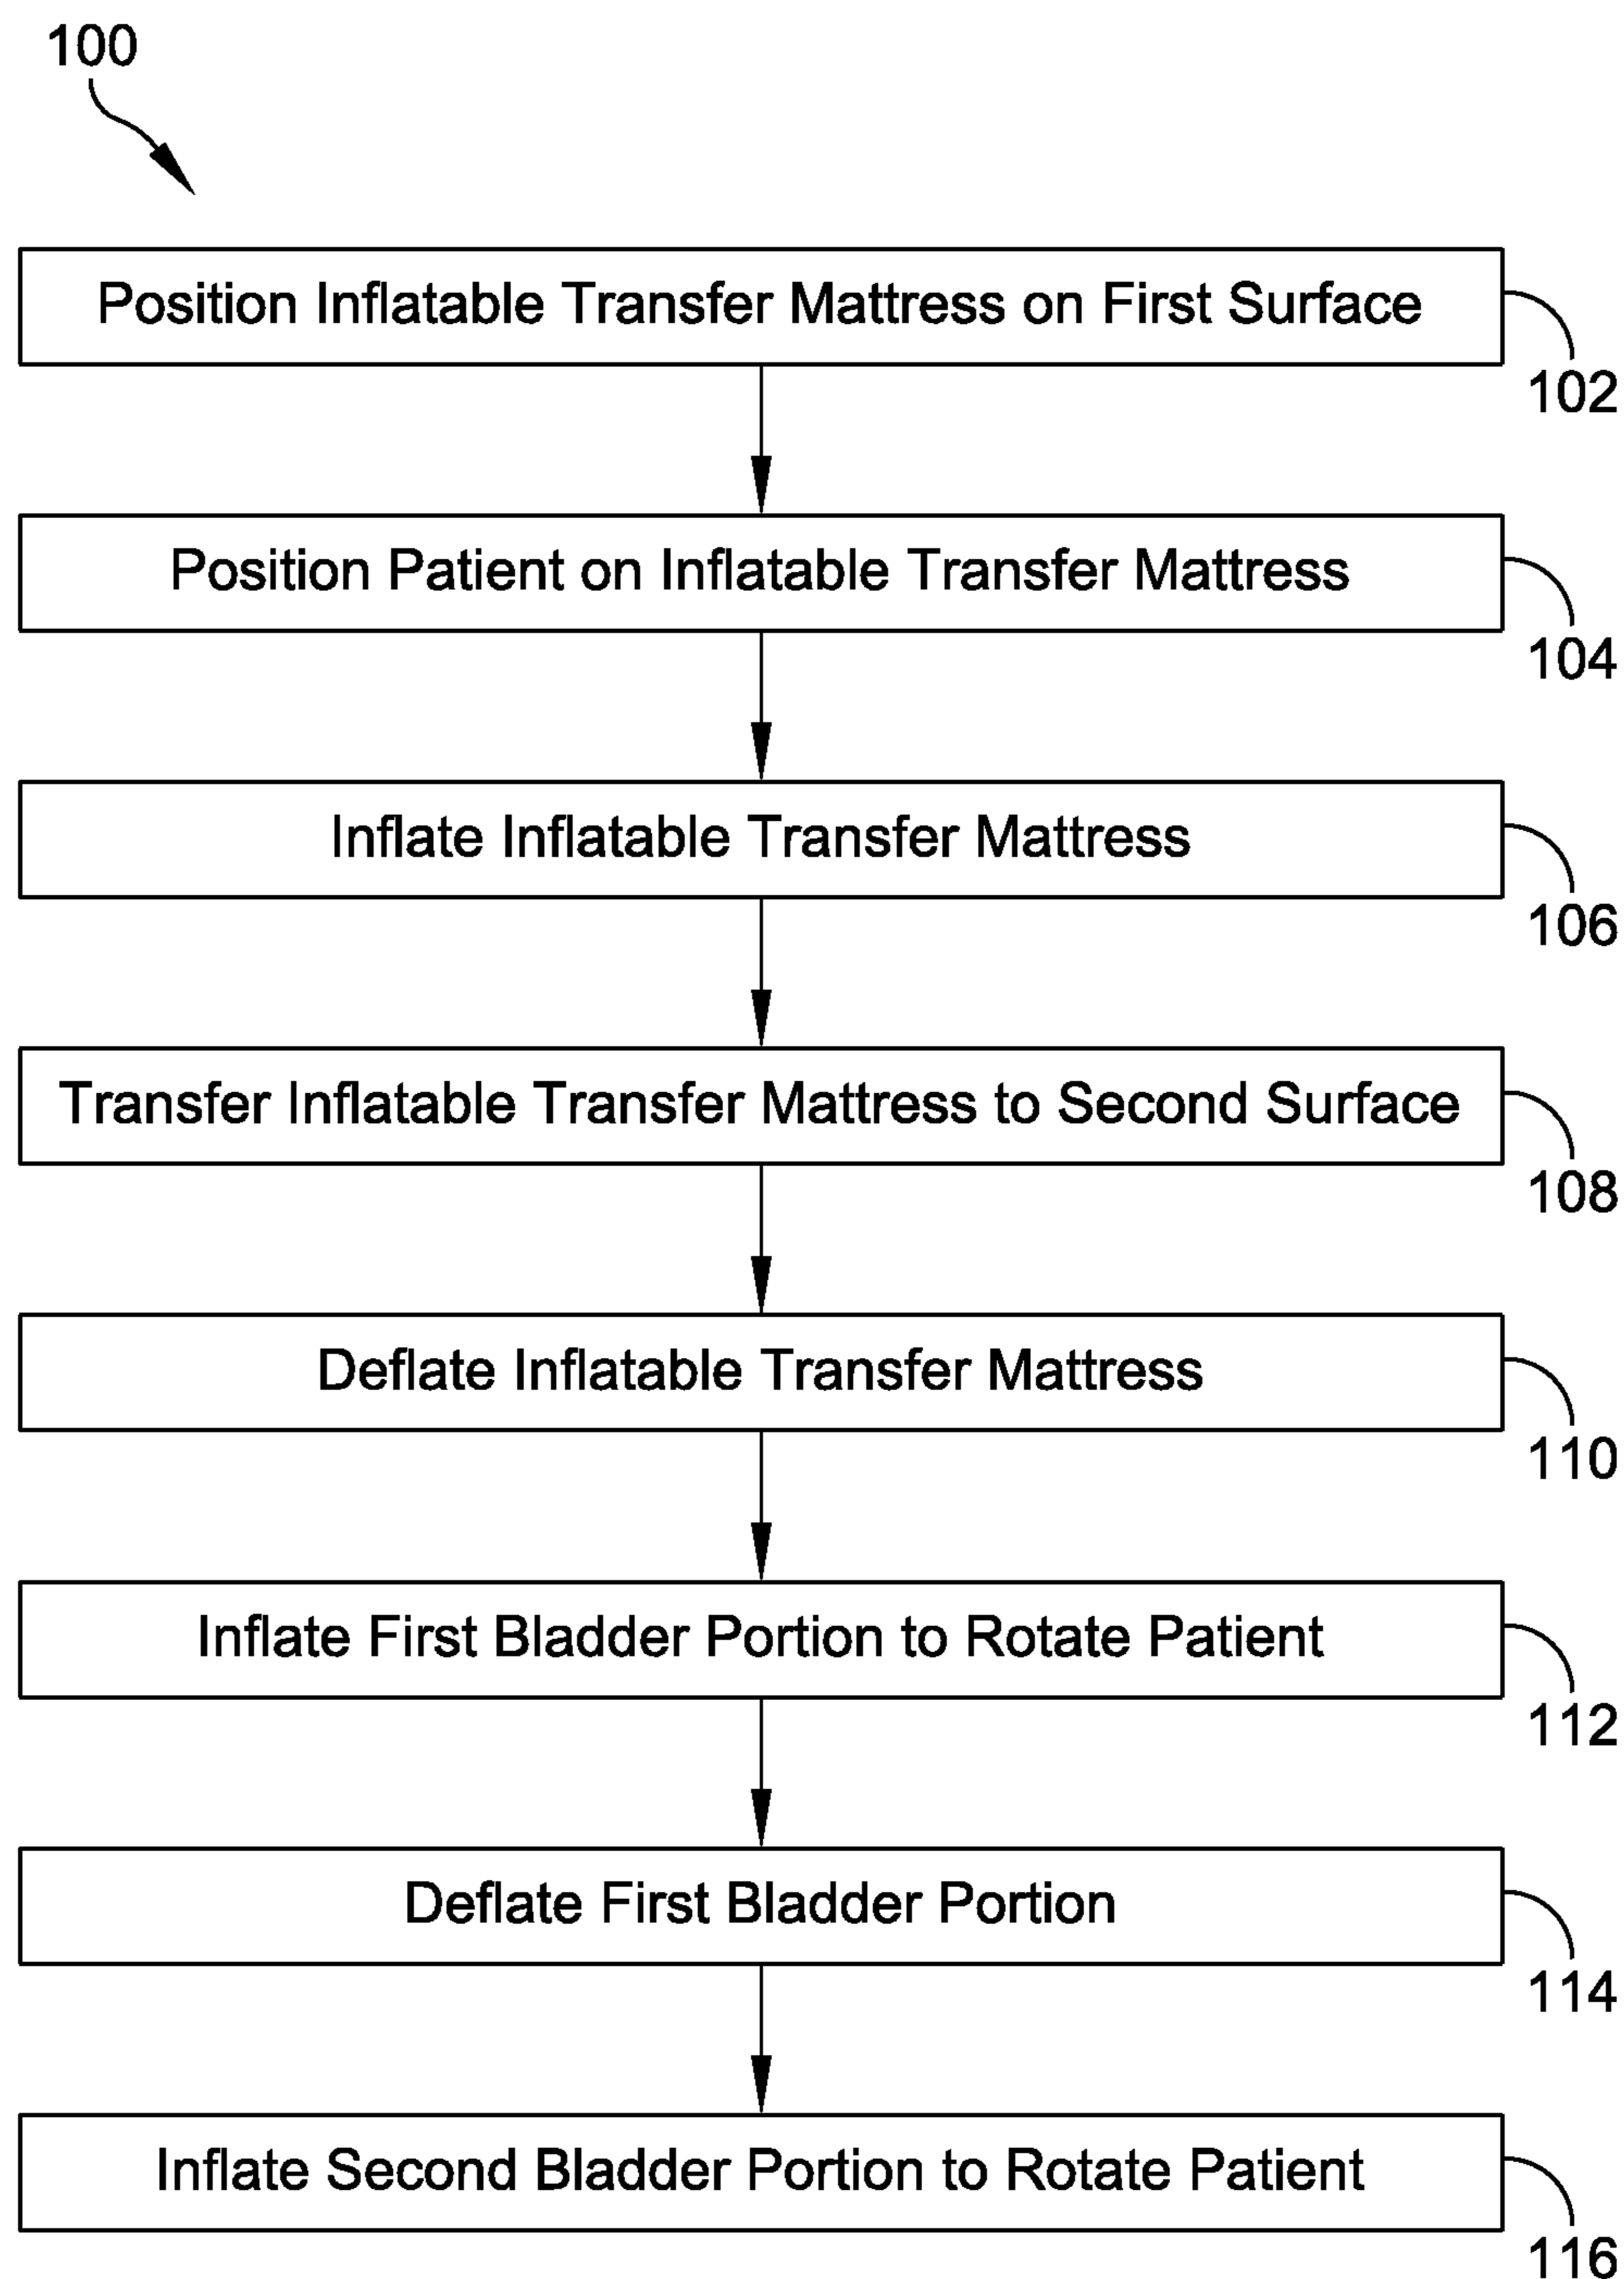 100
Position Inflatable Transfer Mattress on First Surface
102
Position Patient on Inflatable Transfer Mattress
104
Inflate Inflatable Transfer Mattress
106
Transfer Inflatable Transfer Mattress to Second Surface
108
Deflate Inflatable Transfer Mattress
110
Inflate First Bladder Portion to Rotate Patient
112
Deflate First Bladder Portion
114
Inflate Second Bladder Portion to Rotate Patient
116